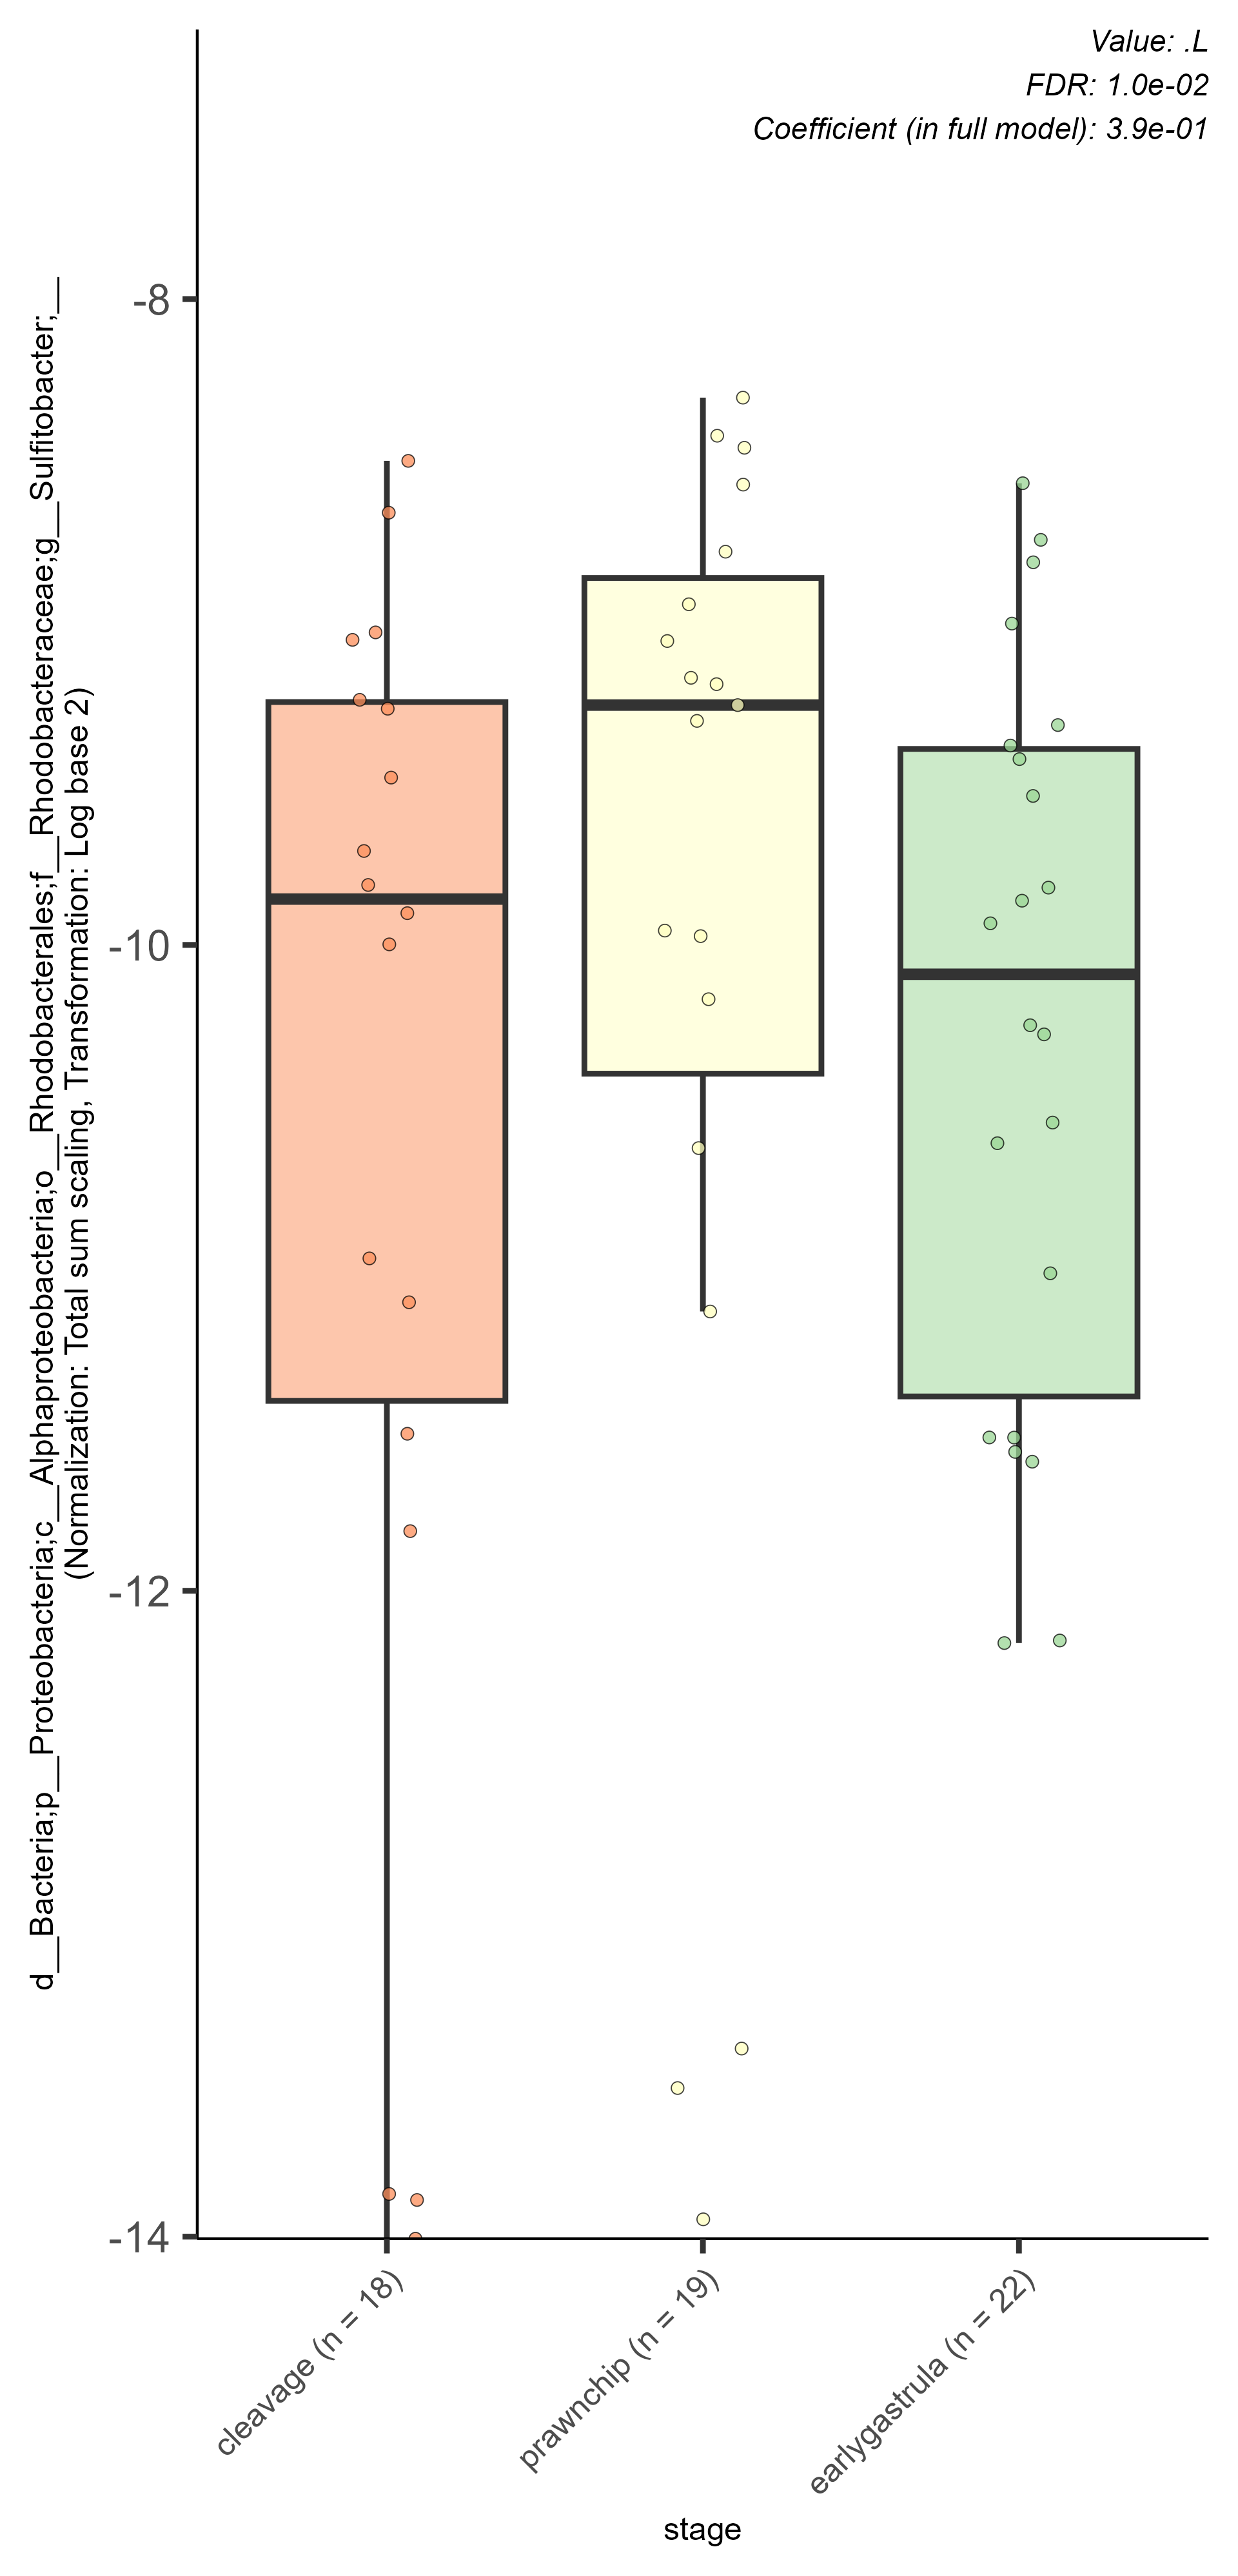 Value: .L
FDR: 1.0e-02
Coefficient (in full model): 3.9e-01
d__Bacteria;p__Proteobacteria;c__Alphaproteobacteria;o__Rhodobacterales;f__Rhodobacteraceae;g__Sulfitobacter;__
(Normalization: Total sum scaling, Transformation: Log base 2)
-8
-10
-12
-14
cleavage (n = 18)
prawnchip (n = 19)
earlygastrula (n = 22)
stage